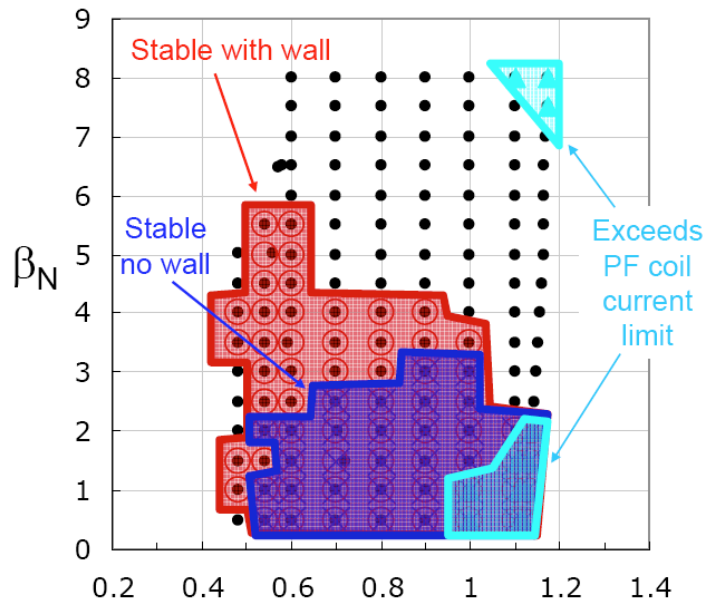 9
8
7
6
5
4
3
2
1
0
β_N
Stable with wall
Stable
no wall
Exceeds
PF coil
current
limit
0.2 0.4 0.6 0.8 1 1.2 1.4